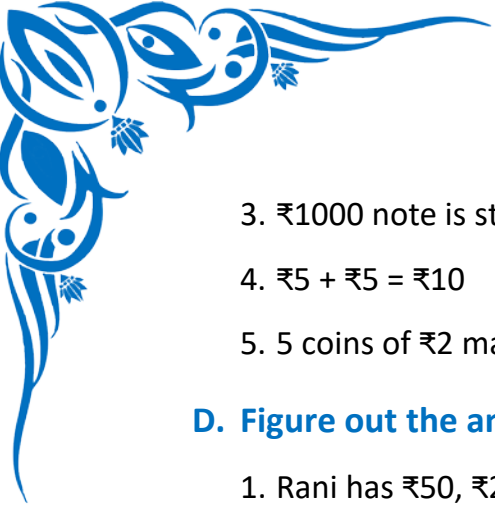 3. ₹1000 note is st
4. ₹5 + ₹5 = ₹10
5. 5 coins of ₹2 ma
D. Figure out the ar
1. Rani has ₹50, ₹2